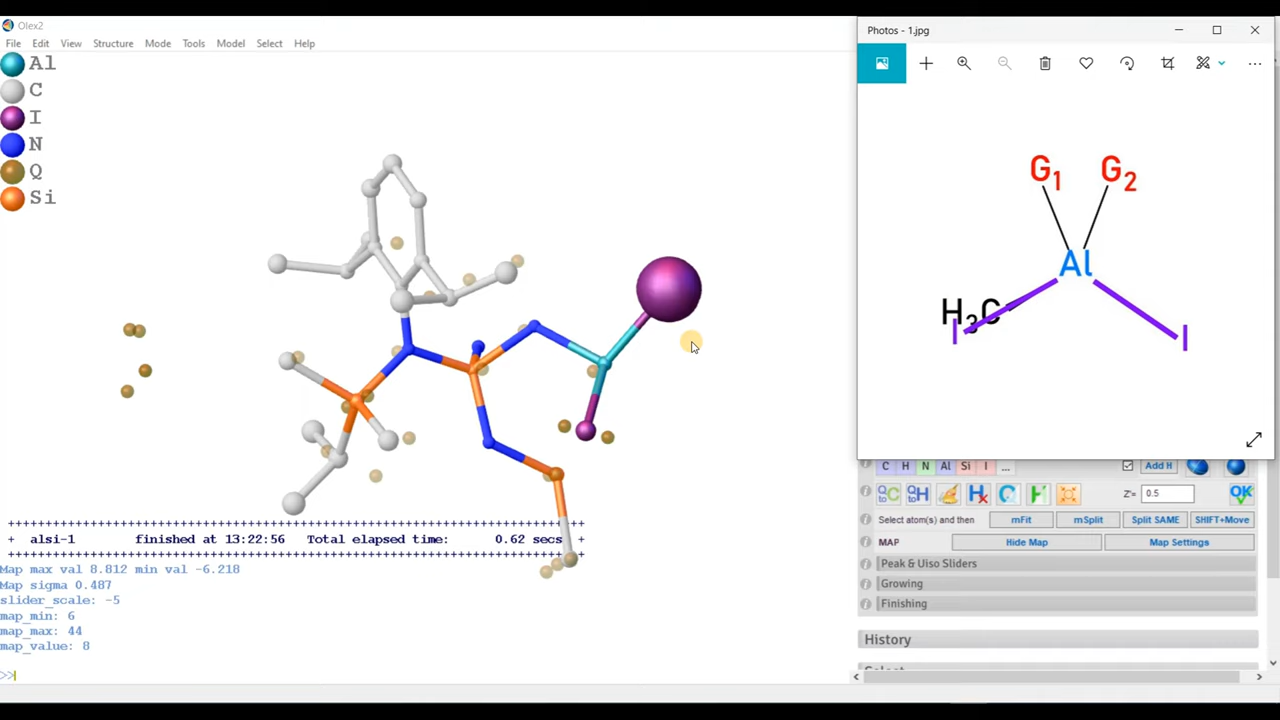 Olex2
File Edit View Structure Mode Tools Model Select Help
Al
C
I
N
Q
Si
+++++++++++++++++++++++++++++++++++++++++++++++++++++++++++++++++++++++++++++
+ alsi-1 finished at 13:22:56 Total elapsed time: 0.62 secs +
+++++++++++++++++++++++++++++++++++++++++++++++++++++++++++++++++++++++++++++
Map max val 8.812 min val -6.218
Map sigma 0.487
slider_scale: -5
map_min: 6
map_max: 44
map_value: 8
>>
Photos - 1.jpg
G1 G2
Al
H3C
I I
C H N Al Si I ... Add H
QC QH H Z'= 0.5 OK
Select atom(s) and then mFit mSplit Split SAME SHIFT+Move
MAP Hide Map Map Settings
Peak & Uiso Sliders
Growing
Finishing
History